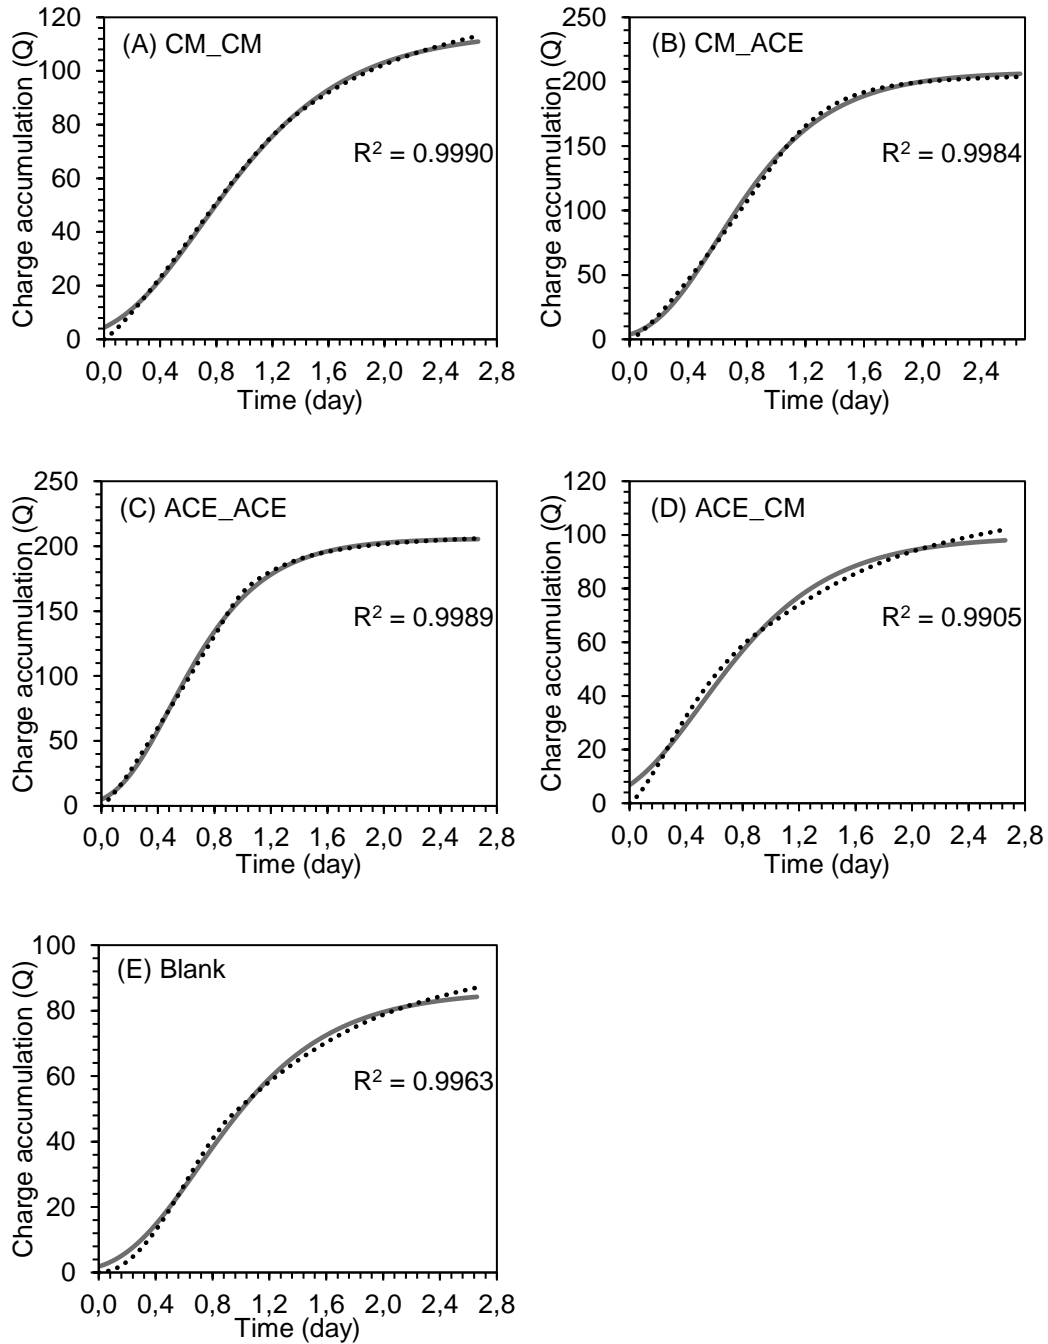 (A) CM_CM
Charge accumulation (Q)
120
100
80
60
40
20
0
R² = 0.9990
0,0 0,4 0,8 1,2 1,6 2,0 2,4 2,8
Time (day)
(B) CM_ACE
Charge accumulation (Q)
250
200
150
100
50
0
R² = 0.9984
0,0 0,4 0,8 1,2 1,6 2,0 2,4
Time (day)
(C) ACE_ACE
Charge accumulation (Q)
250
200
150
100
50
0
R² = 0.9989
0,0 0,4 0,8 1,2 1,6 2,0 2,4 2,8
Time (day)
(D) ACE_CM
Charge accumulation (Q)
120
100
80
60
40
20
0
R² = 0.9905
0,0 0,4 0,8 1,2 1,6 2,0 2,4 2,8
Time (day)
(E) Blank
Charge accumulation (Q)
100
80
60
40
20
0
R² = 0.9963
0,0 0,4 0,8 1,2 1,6 2,0 2,4 2,8
Time (day)